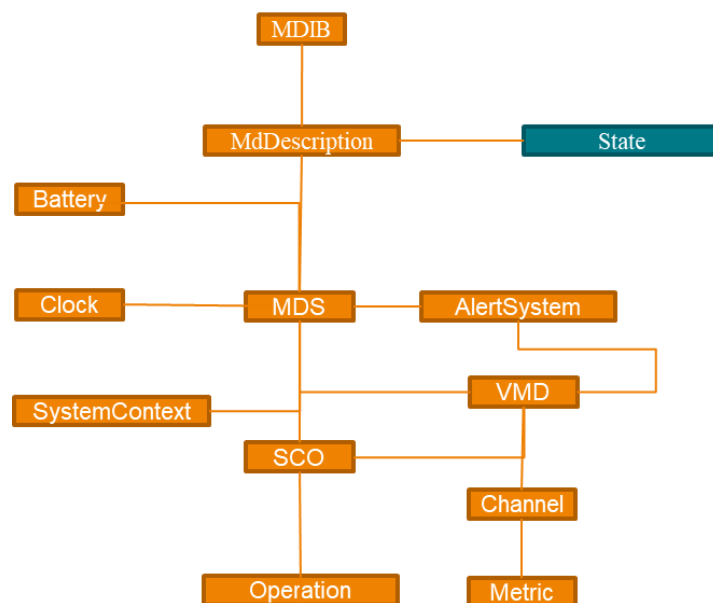 MDIB
MdDescription
State
Battery
Clock
MDS
AlertSystem
SystemContext
VMD
SCO
Channel
Operation
Metric